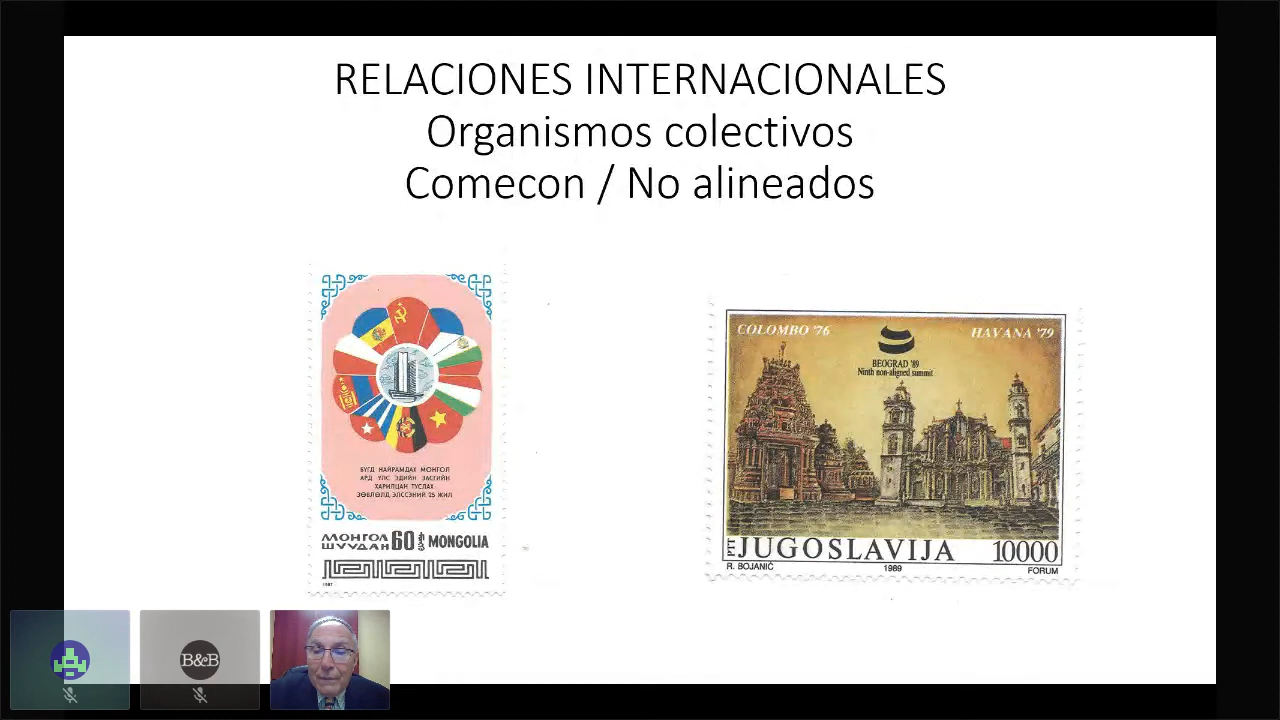 RELACIONES INTERNACIONALES
Organismos colectivos
Comecon / No alineados
БҮГД НАЙРАМДАХ МОНГОЛ
АРД УЛС ЭДИЙН ЗАСГИЙН
ХАРИЛЦАН ТУСЛАХ
ЗӨВЛӨЛД ЭЛССЭНИЙ 25 ЖИЛ
МОНГОЛ
ШУУДАН 60 MONGOLIA
1987
COLOMBO '76
HAVANA '79
BEOGRAD '89
Ninth non-aligned summit
PTT JUGOSLAVIJA 10000
R. BOJANIĆ 1989 FORUM
B&B